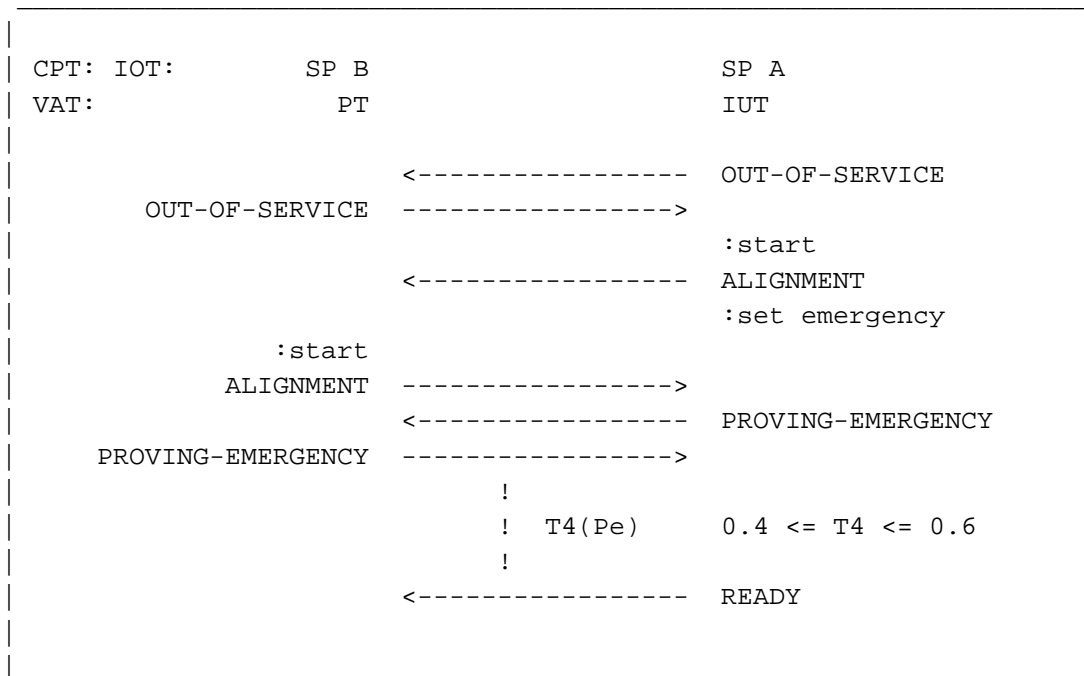 CPT: IOT: SP B SP A
VAT: PT IUT
<----------------- OUT-OF-SERVICE
OUT-OF-SERVICE ----------------->
:start
<----------------- ALIGNMENT
:set emergency
:start
ALIGNMENT ----------------->
<----------------- PROVING-EMERGENCY
PROVING-EMERGENCY ----------------->
!
! T4(Pe) 0.4 <= T4 <= 0.6
!
<----------------- READY